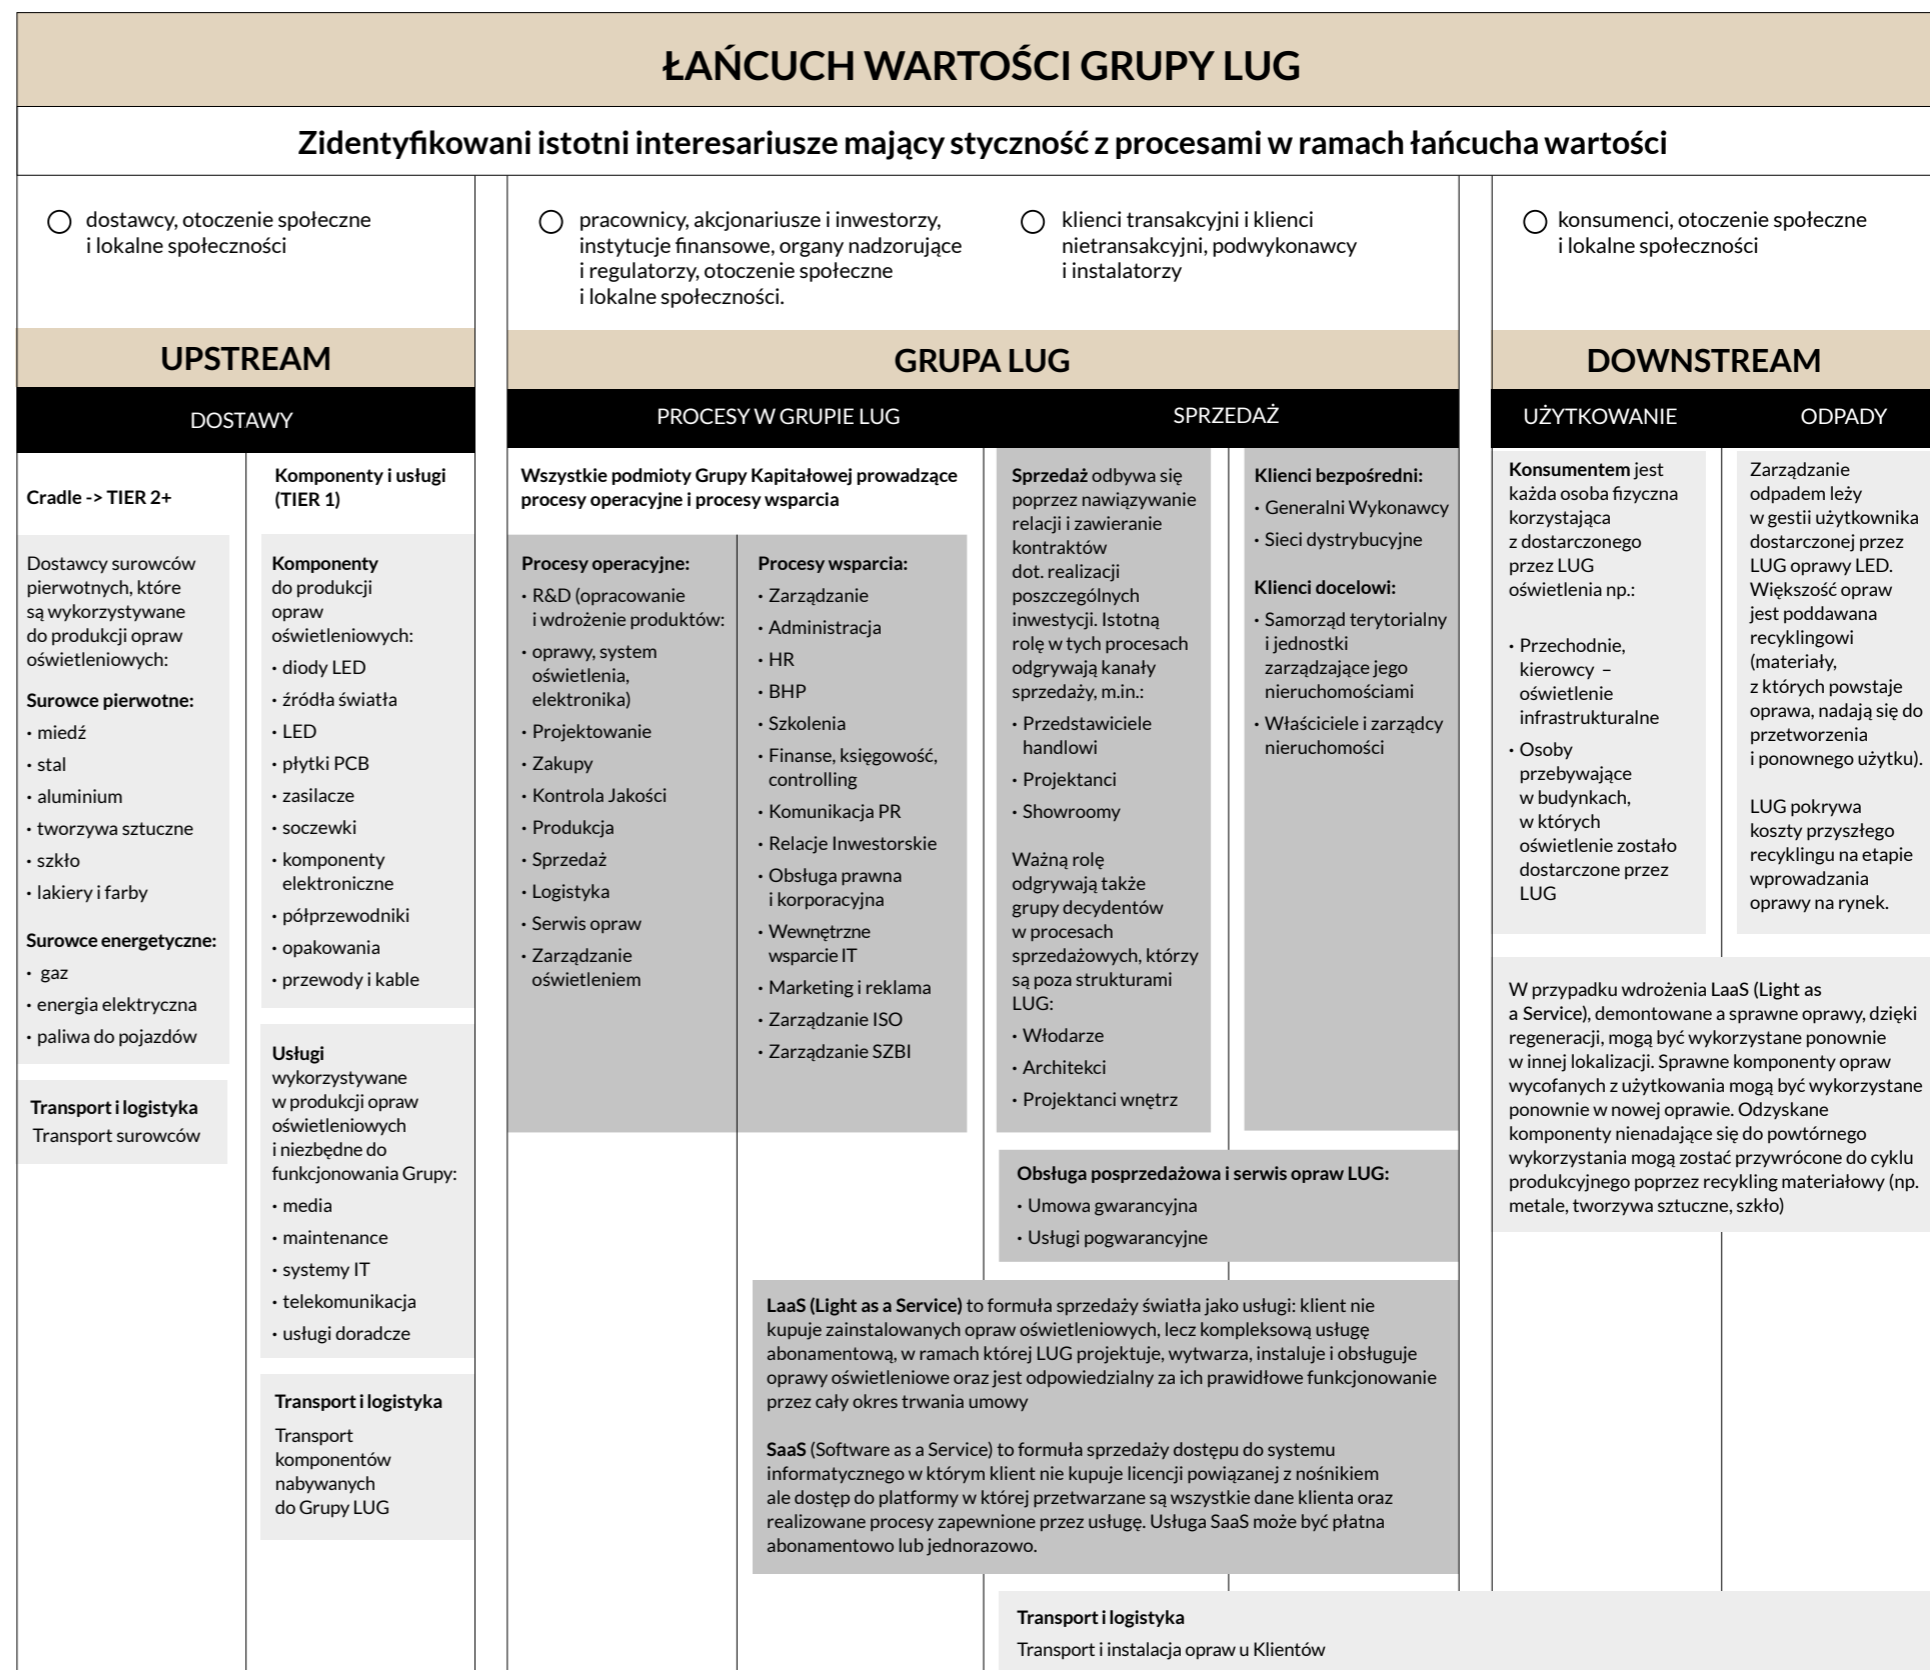 ŁAŃCUCH WARTOŚCI GRUPY LUG
Zidentyfikowani istotni interesariusze mający styczność z procesami w ramach łańcucha wartości
dostawcy, otoczenie społeczne
i lokalne społeczności
pracownicy, akcjonariusze i inwestorzy,
instytucje finansowe, organy nadzorujące
i regulatorzy, otoczenie społeczne
i lokalne społeczności.
klienci transakcyjni i klienci
nietransakcyjni, podwykonawcy
i instalatorzy
konsumenci, otoczenie społeczne
i lokalne społeczności
UPSTREAM
DOSTAWY
Cradle -> TIER 2+
Dostawcy surowców
pierwotnych, które
są wykorzystywane
do produkcji opraw
oświetleniowych:
Surowce pierwotne:
• miedź
• stal
• aluminium
• tworzywa sztuczne
• szkło
• lakiery i farby
Surowce energetyczne:
• gaz
• energia elektryczna
• paliwa do pojazdów
Transport i logistyka
Transport surowców
Komponenty i usługi
(TIER 1)
Komponenty
do produkcji
opraw
oświetleniowych:
• diody LED
• źródła światła
• LED
• płytki PCB
• zasilacze
• soczewki
• komponenty
elektroniczne
• półprzewodniki
• opakowania
• przewody i kable
Usługi
wykorzystywane
w produkcji opraw
oświetleniowych
i niezbędne do
funkcjonowania Grupy:
• media
• maintenance
• systemy IT
• telekomunikacja
• usługi doradcze
Transport i logistyka
Transport
komponentów
nabywanych
do Grupy LUG
GRUPA LUG
PROCESY W GRUPIE LUG
SPRZEDAŻ
Wszystkie podmioty Grupy Kapitałowej prowadzące
procesy operacyjne i procesy wsparcia
Procesy operacyjne:
• R&D (opracowanie
i wdrożenie produktów:
• oprawy, system
oświetlenia,
elektronika)
• Projektowanie
• Zakupy
• Kontrola Jakości
• Produkcja
• Sprzedaż
• Logistyka
• Serwis opraw
• Zarządzanie
oświetleniem
Procesy wsparcia:
• Zarządzanie
• Administracja
• HR
• BHP
• Szkolenia
• Finanse, księgowość,
controlling
• Komunikacja PR
• Relacje Inwestorskie
• Obsługa prawna
i korporacyjna
• Wewnętrzne
wsparcie IT
• Marketing i reklama
• Zarządzanie ISO
• Zarządzanie SZBI
Sprzedaż odbywa się
poprzez nawiązywanie
relacji i zawieranie
kontraktów
dot. realizacji
poszczególnych
inwestycji. Istotną
rolę w tych procesach
odgrywają kanały
sprzedaży, m.in.:
• Przedstawiciele
handlowi
• Projektanci
• Showroomy
Ważną rolę
odgrywają także
grupy decydentów
w procesach
sprzedażowych, którzy
są poza strukturami
LUG:
• Włodarze
• Architekci
• Projektanci wnętrz
Klienci bezpośredni:
• Generalni Wykonawcy
• Sieci dystrybucyjne
Klienci docelowi:
• Samorząd terytorialny
i jednostki
zarządzające jego
nieruchomościami
• Właściciele i zarządcy
nieruchomości
Obsługa posprzedażowa i serwis opraw LUG:
• Umowa gwarancyjna
• Usługi pogwarancyjne
LaaS (Light as a Service) to formuła sprzedaży światła jako usługi: klient nie
kupuje zainstalowanych opraw oświetleniowych, lecz kompleksową usługę
abonamentową, w ramach której LUG projektuje, wytwarza, instaluje i obsługuje
oprawy oświetleniowe oraz jest odpowiedzialny za ich prawidłowe funkcjonowanie
przez cały okres trwania umowy
SaaS (Software as a Service) to formuła sprzedaży dostępu do systemu
informatycznego w którym klient nie kupuje licencji powiązanej z nośnikiem
ale dostęp do platformy w której przetwarzane są wszystkie dane klienta oraz
realizowane procesy zapewnione przez usługę. Usługa SaaS może być płatna
abonamentowo lub jednorazowo.
DOWNSTREAM
UŻYTKOWANIE
ODPADY
Konsumentem jest
każda osoba fizyczna
korzystająca
z dostarczonego
przez LUG
oświetlenia np.:
• Przechodnie,
kierowcy –
oświetlenie
infrastrukturalne
• Osoby
przebywające
w budynkach,
w których
oświetlenie zostało
dostarczone przez
LUG
Zarządzanie
odpadem leży
w gestii użytkownika
dostarczonej przez
LUG oprawy LED.
Większość opraw
jest poddawana
recyklingowi
(materiały,
z których powstaje
oprawa, nadają się do
przetworzenia
i ponownego użytku).
LUG pokrywa
koszty przyszłego
recyklingu na etapie
wprowadzania
oprawy na rynek.
W przypadku wdrożenia LaaS (Light as
a Service), demontowane a sprawne oprawy, dzięki
regeneracji, mogą być wykorzystane ponownie
w innej lokalizacji. Sprawne komponenty opraw
wycofanych z użytkowania mogą być wykorzystane
ponownie w nowej oprawie. Odzyskane
komponenty nienadające się do powtórnego
wykorzystania mogą zostać przywrócone do cyklu
produkcyjnego poprzez recykling materiałowy (np.
metale, tworzywa sztuczne, szkło)
Transport i logistyka
Transport i instalacja opraw u Klientów